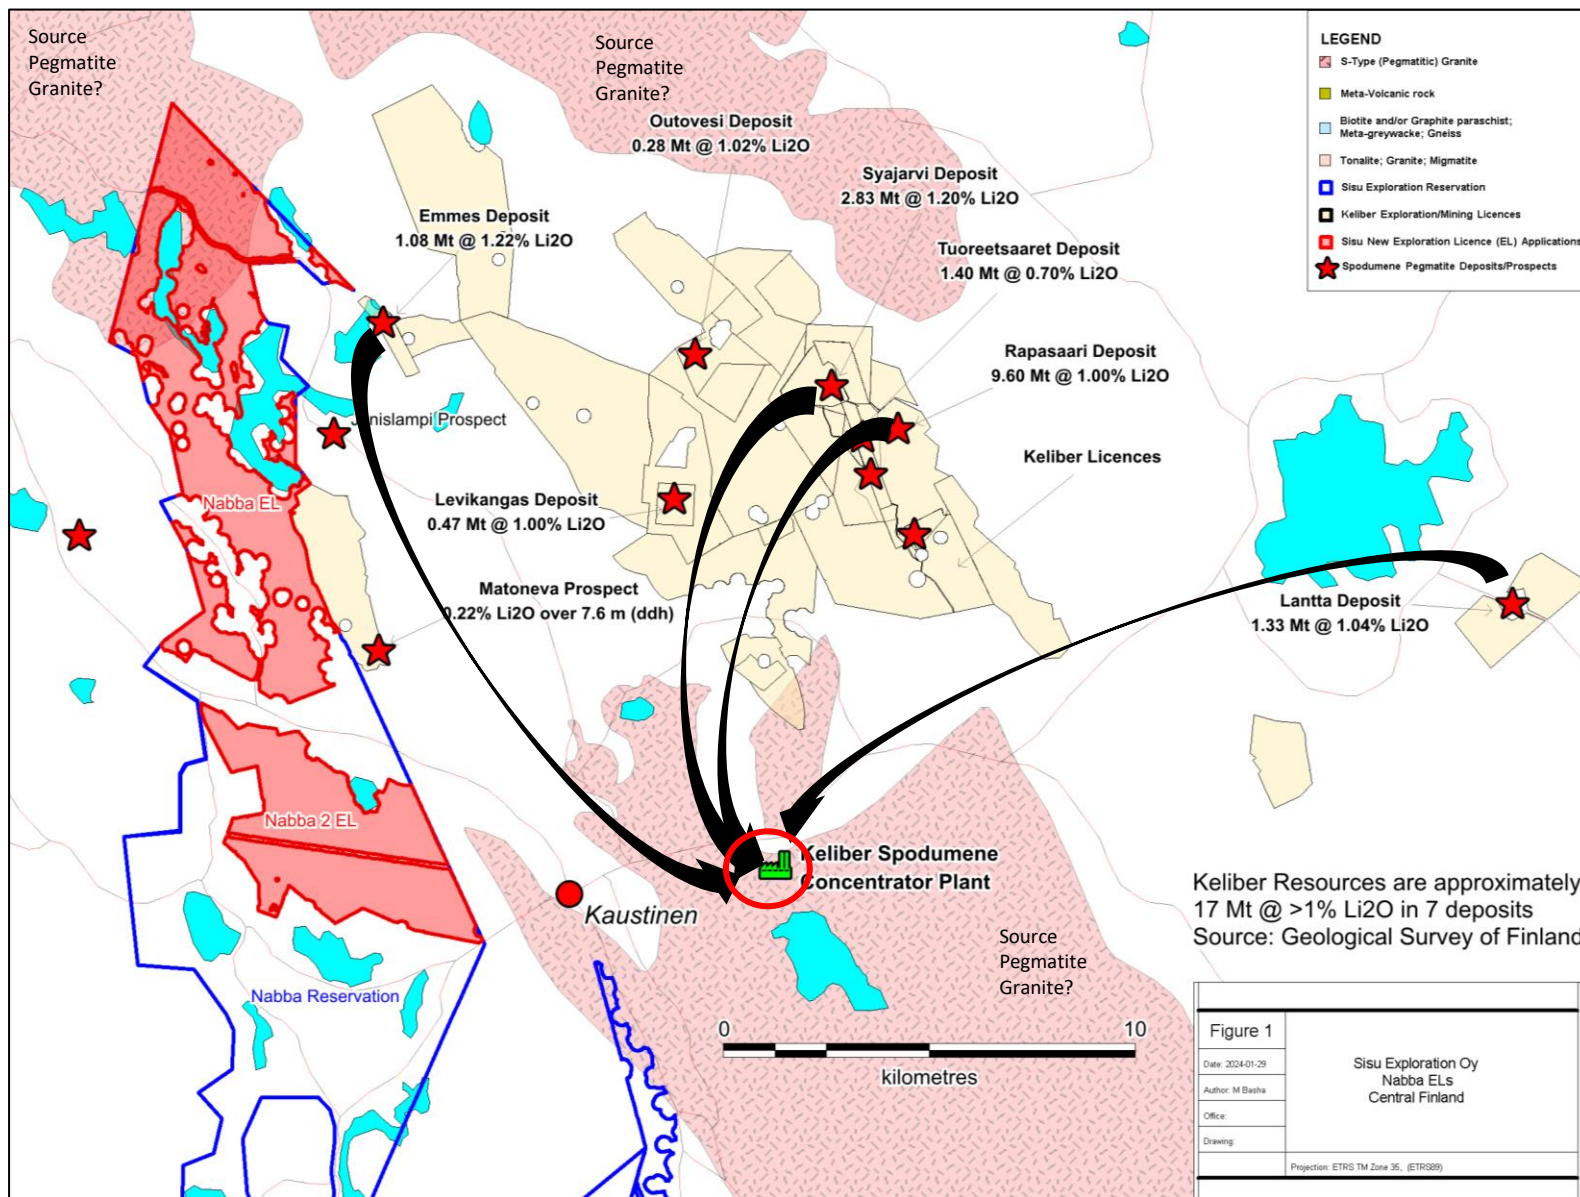 Source
Pegmatite
Granite?
Source
Pegmatite
Granite?
Outovesi Deposit
0.28 Mt @ 1.02% Li2O
Syajarvi Deposit
2.83 Mt @ 1.20% Li2O
Emmes Deposit
1.08 Mt @ 1.22% Li2O
Tuoreetsaaret Deposit
1.40 Mt @ 0.70% Li2O
Rapasaari Deposit
9.60 Mt @ 1.00% Li2O
LEGEND
S-Type (Pegmatitic) Granite
Meta-Volcanic rock
Biotite and/or Graphite paraschist;
Meta-greywacke; Gneiss
Tonalite; Granite; Migmatite
Sisu Exploration Reservation
Keliber Exploration/Mining Licences
Sisu New Exploration Licence (EL) Applications
Spodumene Pegmatite Deposits/Prospects
Prospect
Keliber Licences
Nabba EL
Levikangas Deposit
0.47 Mt @ 1.00% Li2O
Matoneva Prospect
0.22% Li2O over 7.6 m (ddh)
Lantta Deposit
1.33 Mt @ 1.04% Li2O
Nabba 2 EL
Keliber Spodumene
Concentrator Plant
Kaustinen
Keliber Resources are approximately
17 Mt @ >1% Li2O in 7 deposits
Source: Geological Survey of Finland
Source
Pegmatite
Granite?
Nabba Reservation
0 10
kilometres
Figure 1
Date: 2024-01-29
Author: M Basha
Office:
Drawing:
Sisu Exploration Oy
Nabba ELs
Central Finland
Projection: ETRS TM Zone 35, (ETRS89)